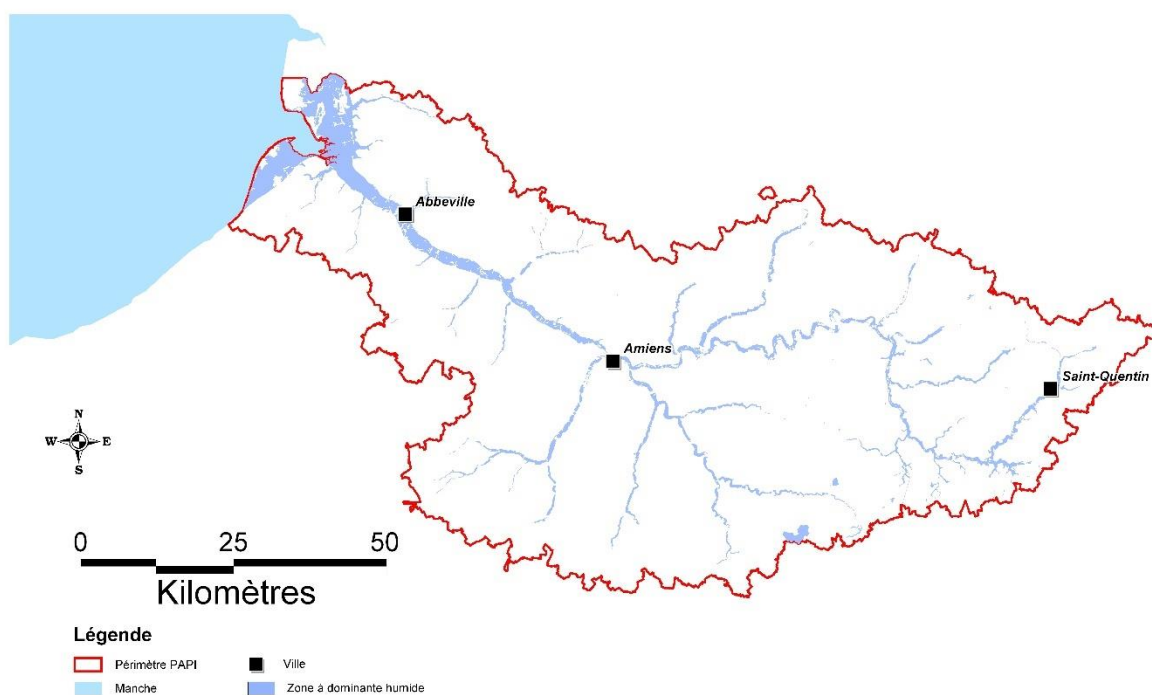 Abbeville
Amiens
Saint-Quentin
N
W E
S
0 25 50
Kilomètres
Légende
Périmètre PAPI
Ville
Manche
Zone à dominante humide